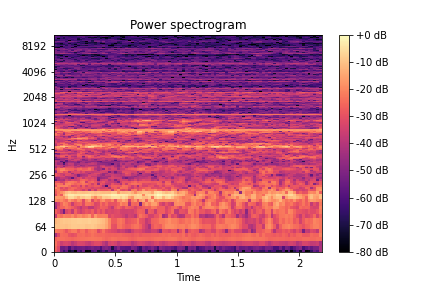 Power spectrogram
Hz
8192
4096
2048
1024
512
256
128
64
0
0
0.5
1
1.5
2
Time
+0 dB
-10 dB
-20 dB
-30 dB
-40 dB
-50 dB
-60 dB
-70 dB
-80 dB